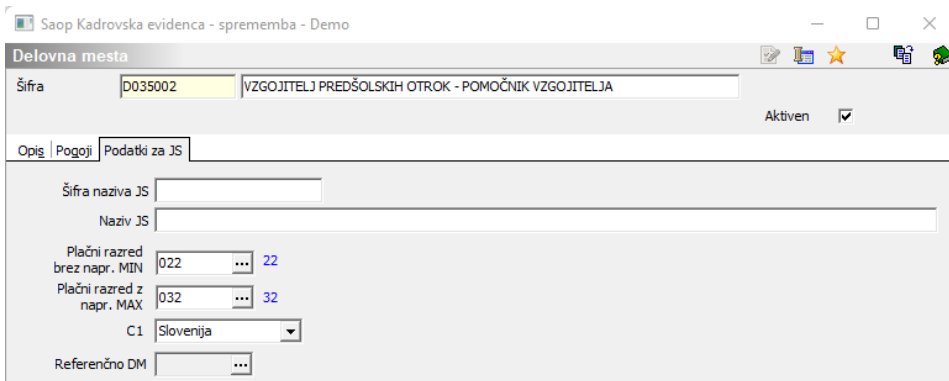 Saop Kadrovska evidenca - sprememba - Demo
Delovna mesta
Šifra D035002 VZGOJITELJ PREDŠOLSKIH OTROK - POMOČNIK VZGOJITELJA
Aktiven
Opis Pogoji Podatki za JS
Šifra naziva JS
Naziv JS
Plačni razred
brez napr. MIN 022 ... 22
Plačni razred z
napr. MAX 032 ... 32
C1 Slovenija
Referenčno DM ...